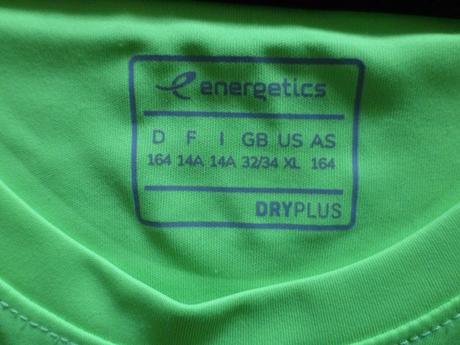 energetics
D F I GB US AS
164 14A 14A 32/34 XL 164
DRYPLUS